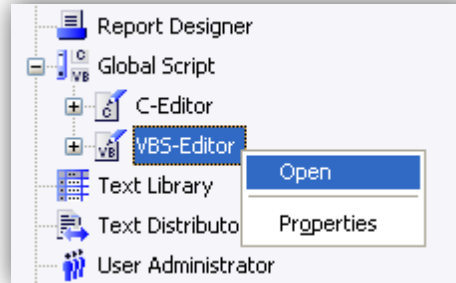 Report Designer
Global Script
C-Editor
VBS-Editor
Open
Text Library
Text Distributo
Properties
User Administrator